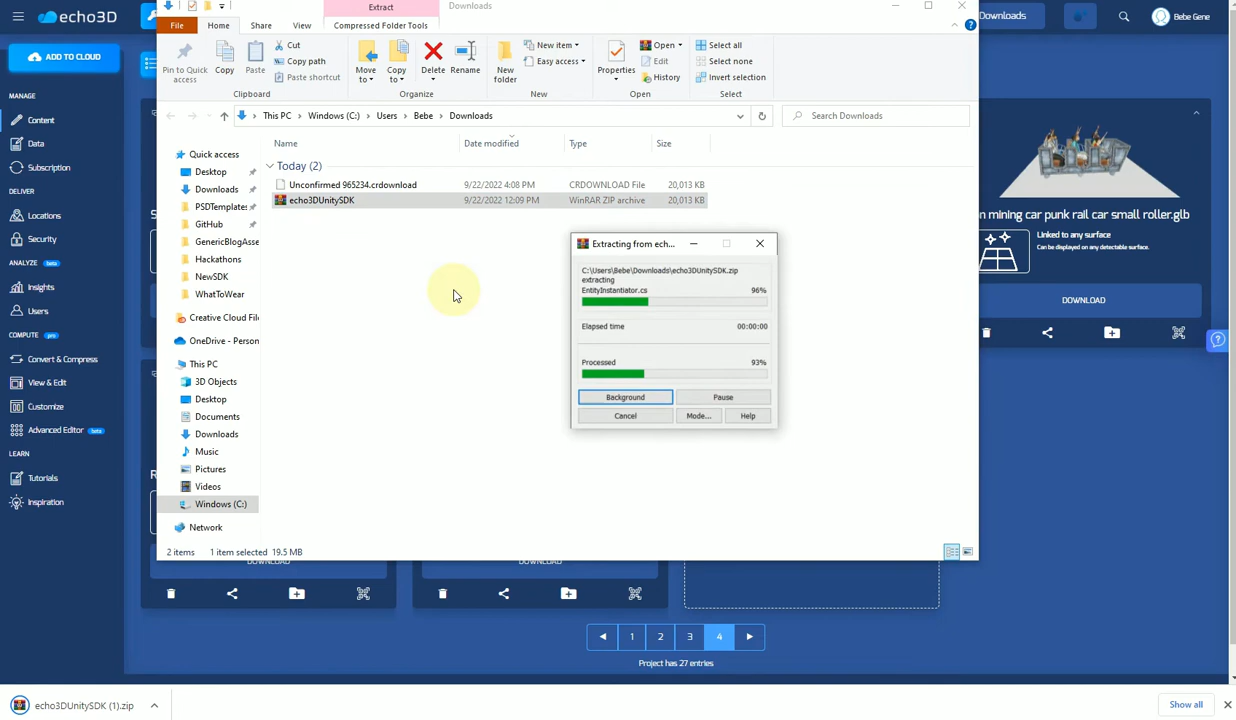 Extract
Downloads
echo3D
Downloads
Bebe Gene
File
Home
Share
View
Compressed Folder Tools
ADD TO CLOUD
Pin to Quick access
Copy
Paste
Cut
Copy path
Paste shortcut
Clipboard
Move to
Copy to
Delete
Rename
Organize
New folder
New item
Easy access
New
Properties
Open
Edit
History
Open
Select all
Select none
Invert selection
Select
MANAGE
Content
Data
Subscription
DELIVER
Locations
Security
ANALYZE beta
Insights
Users
COMPUTE pro
Convert & Compress
View & Edit
Customize
Advanced Editor beta
LEARN
Tutorials
Inspiration
This PC > Windows (C:) > Users > Bebe > Downloads
Search Downloads
Name
Date modified
Type
Size
Today (2)
Unconfirmed 965234.crdownload 9/22/2022 4:08 PM CRDOWNLOAD File 20,013 KB
echo3DUnitySDK 9/22/2022 12:09 PM WinRAR ZIP archive 20,013 KB
Quick access
Desktop
Downloads
PSDTemplates
GitHub
GenericBlogAsse
Hackathons
NewSDK
WhatToWear
Creative Cloud File
OneDrive - Person
This PC
3D Objects
Desktop
Documents
Downloads
Music
Pictures
Videos
Windows (C:)
Network
2 items 1 item selected 19.5 MB
Extracting from ech...
C:\Users\Bebe\Downloads\echo3DUnitySDK.zip
extracting
EntityInstantiator.cs 96%
Elapsed time 00:00:00
Processed 93%
Background
Pause
Cancel
Mode...
Help
n mining car punk rail car small roller.glb
Linked to any surface
Can be displayed on any detectable surface.
DOWNLOAD
DOWNLOAD
DOWNLOAD
1
2
3
4
Project has 27 entries
echo3DUnitySDK (1).zip
Show all